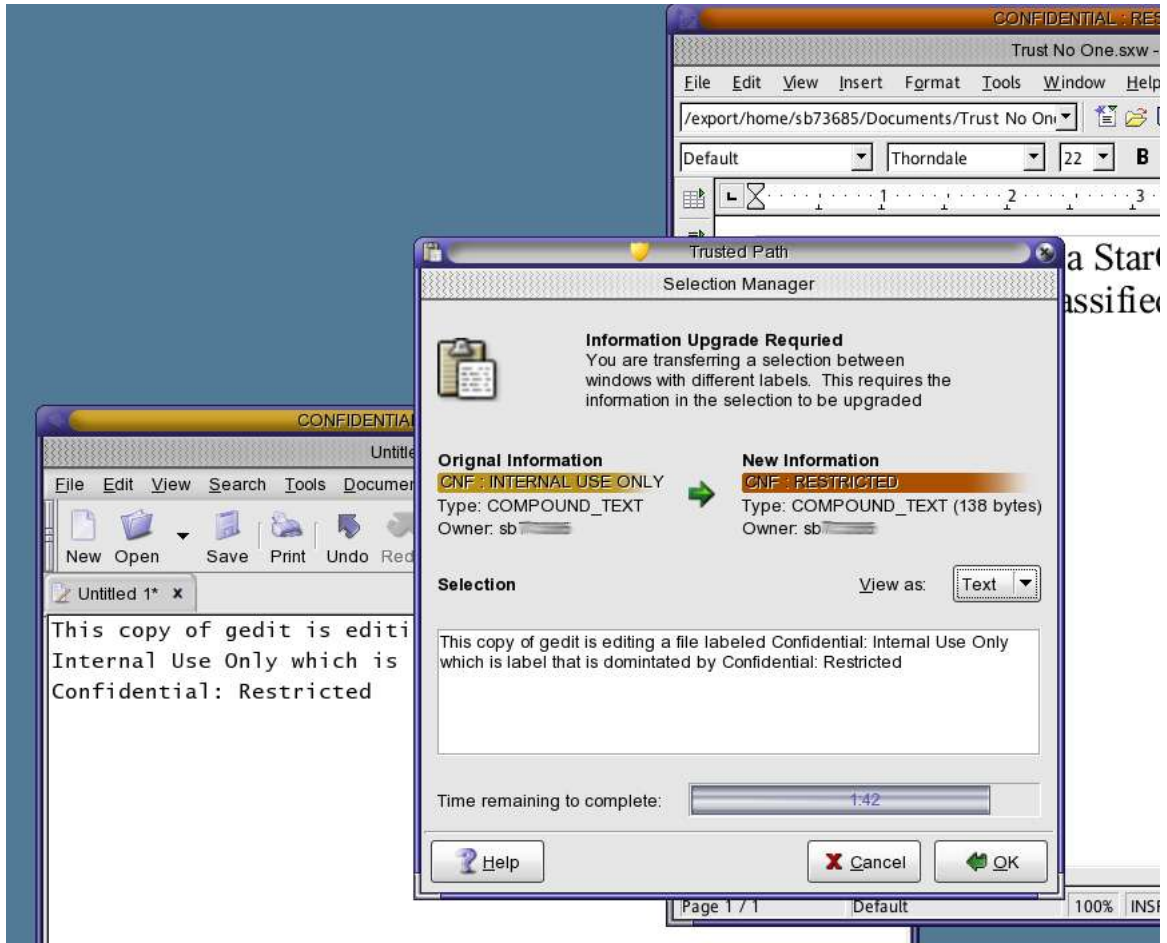 CONFIDENTIAL : RES
Trust No One.sxw -
File Edit View Insert Format Tools Window Help
/export/home/sb73685/Documents/Trust No On
Default Thorndale 22 B
1 2 3
a Star
assified
Trusted Path
Selection Manager
Information Upgrade Requried
You are transferring a selection between
windows with different labels. This requires the
information in the selection to be upgraded
Orignal Information New Information
CNF : INTERNAL USE ONLY CNF : RESTRICTED
Type: COMPOUND_TEXT Type: COMPOUND_TEXT (138 bytes)
Owner: sb Owner: sb
Selection View as: Text
This copy of gedit is editing a file labeled Confidential: Internal Use Only
which is label that is domintated by Confidential: Restricted
Time remaining to complete: 1:42
Help Cancel OK
CONFIDENTIA
Untitle
File Edit View Search Tools Documen
New Open Save Print Undo Red
Untitled 1* x
This copy of gedit is editi
Internal Use Only which is
Confidential: Restricted
Page 1 / 1 Default 100% INS